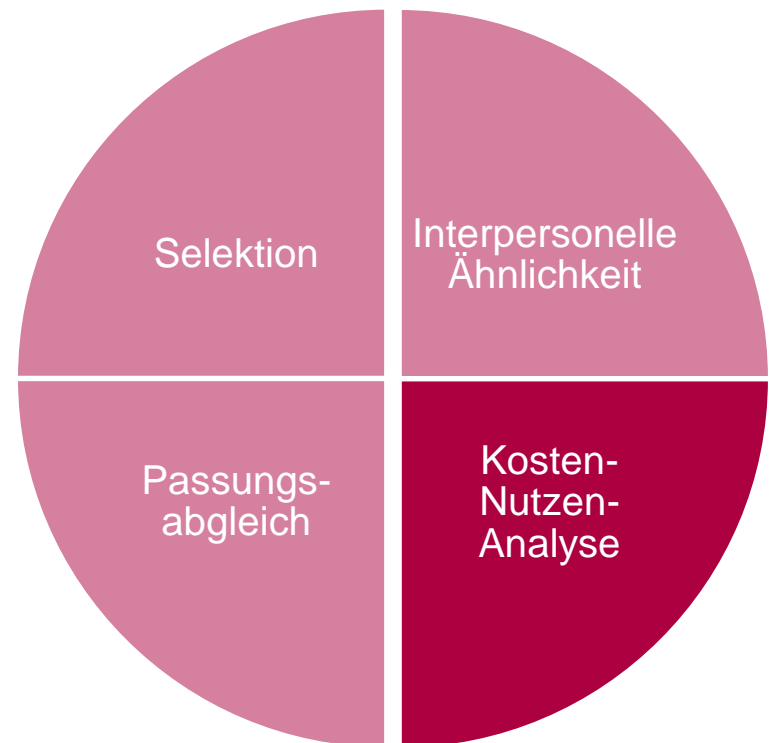 Selektion
Interpersonelle
Ähnlichkeit
Passungs-
abgleich
Kosten-
Nutzen-
Analyse